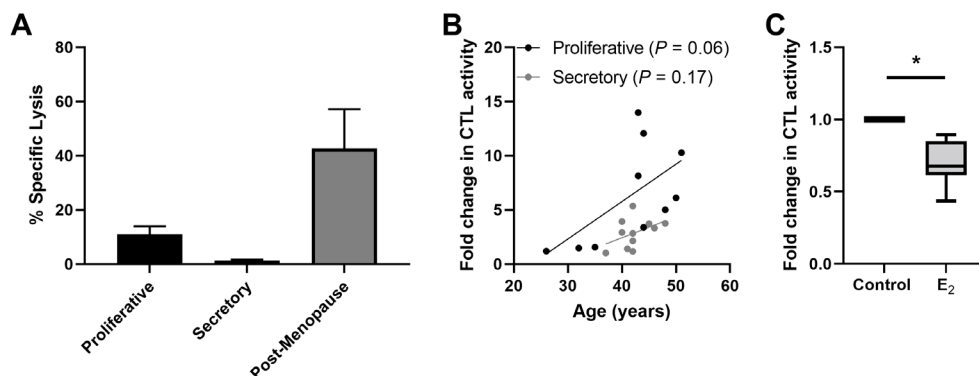 A
% Specific Lysis
80
60
40
20
0
Proliferative
Secretory
Post-Menopause
B
Fold change in CTL activity
20
15
10
5
0
Proliferative (P = 0.06)
Secretory (P = 0.17)
20 30 40 50 60
Age (years)
C
Fold change in CTL activity
1.5
1.0
0.5
0.0
*
Control E₂